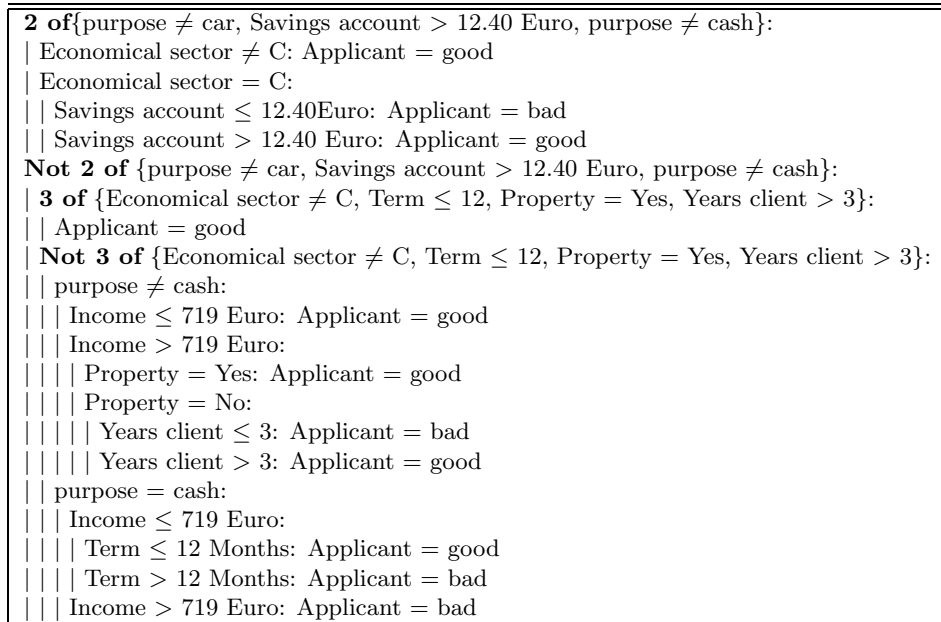 2 of{purpose ≠ car, Savings account > 12.40 Euro, purpose ≠ cash}:
| Economical sector ≠ C: Applicant = good
| Economical sector = C:
| | Savings account ≤ 12.40Euro: Applicant = bad
| | Savings account > 12.40 Euro: Applicant = good
Not 2 of {purpose ≠ car, Savings account > 12.40 Euro, purpose ≠ cash}:
| 3 of {Economical sector ≠ C, Term ≤ 12, Property = Yes, Years client > 3}:
| | Applicant = good
| Not 3 of {Economical sector ≠ C, Term ≤ 12, Property = Yes, Years client > 3}:
| | purpose ≠ cash:
| | | Income ≤ 719 Euro: Applicant = good
| | | Income > 719 Euro:
| | | | Property = Yes: Applicant = good
| | | | Property = No:
| | | | | Years client ≤ 3: Applicant = bad
| | | | | Years client > 3: Applicant = good
| | purpose = cash:
| | | Income ≤ 719 Euro:
| | | | Term ≤ 12 Months: Applicant = good
| | | | Term > 12 Months: Applicant = bad
| | | Income > 719 Euro: Applicant = bad